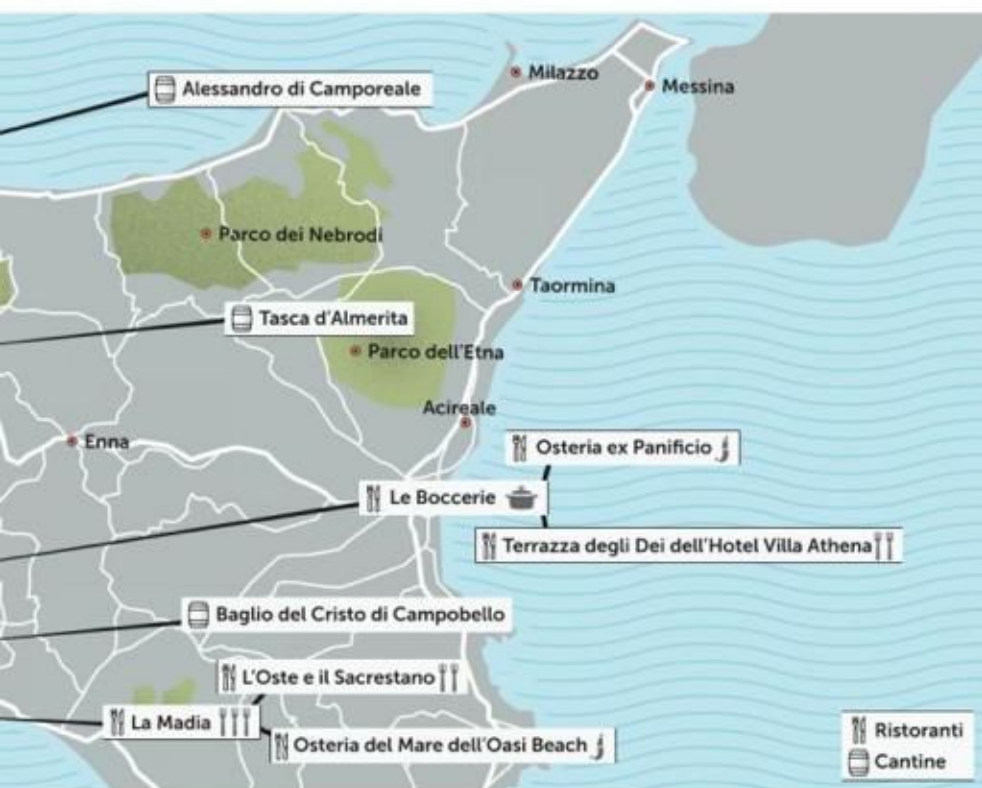 Milazzo
Alessandro di Camporeale
Messina
Parco dei Nebrodi
Taormina
Tasca d'Almerita
Parco dell'Etna
Acireale
Enna
Osteria ex Panificio
Le Boccerie
Terrazza degli Dei dell'Hotel Villa Athena
Baglio del Cristo di Campobello
L'Oste e il Sacrestano
La Madia
Osteria del Mare dell'Oasi Beach
Ristoranti
Cantine